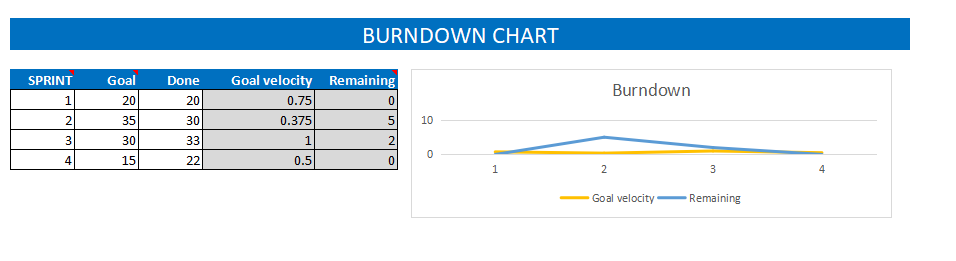 BURNDOWN CHART
SPRINT Goal Done Goal velocity Remaining
1 20 20 0.75 0
2 35 30 0.375 5
3 30 33 1 2
4 15 22 0.5 0
Burndown
10
0
1 2 3 4
Goal velocity Remaining